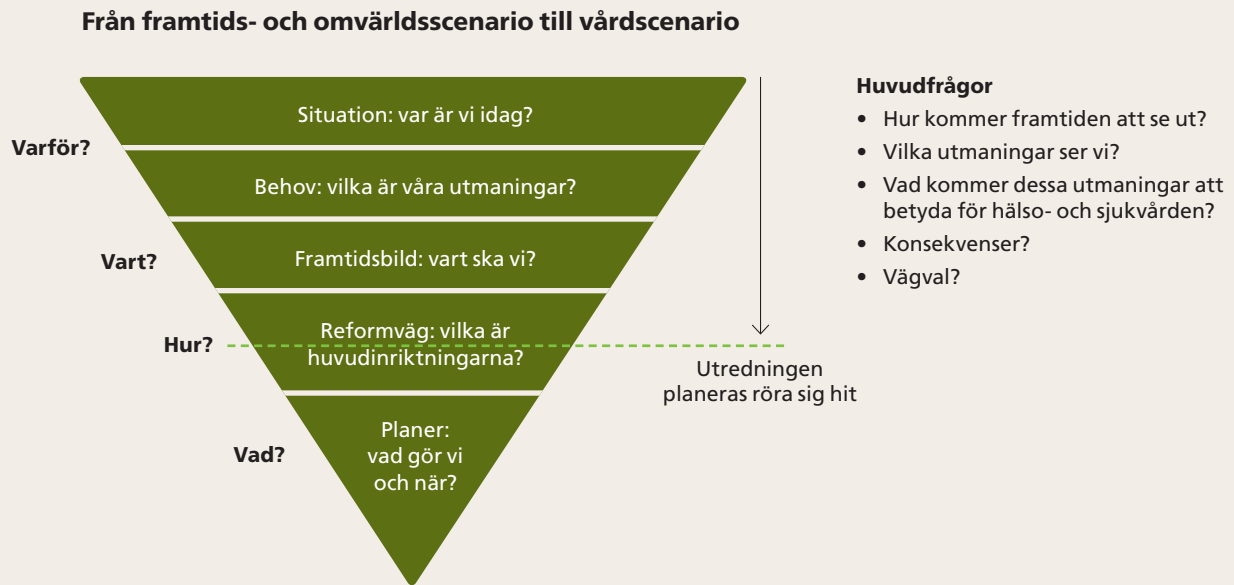 Från framtids- och omvärldsscenario till vårdscenario
Varför?
Situation: var är vi idag?
Behov: vilka är våra utmaningar?
Vart?
Framtidsbild: vart ska vi?
Hur?
Reformväg: vilka är
huvudinriktningarna?
Vad?
Planer:
vad gör vi
och när?
Utredningen
planeras röra sig hit
Huvudfrågor
• Hur kommer framtiden att se ut?
• Vilka utmaningar ser vi?
• Vad kommer dessa utmaningar att
betyda för hälso- och sjukvården?
• Konsekvenser?
• Vägval?